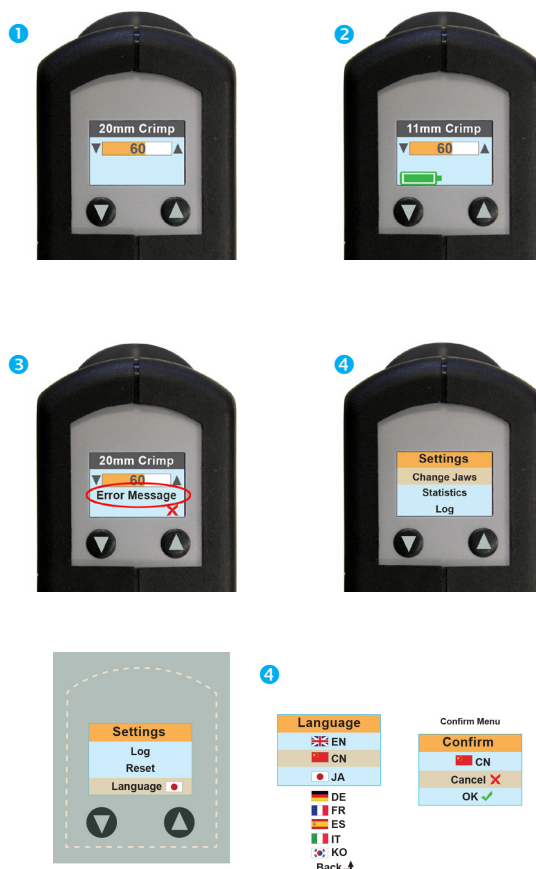 1
20mm Crimp
60
2
11mm Crimp
60
3
20mm Crimp
60
Error Message
4
Settings
Change Jaws
Statistics
Log
Settings
Log
Reset
Language
4
Language
EN
CN
JA
DE
FR
ES
IT
KO
Back
Confirm Menu
Confirm
CN
Cancel
OK